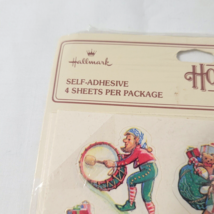 Hallmark
SELF-ADHESIVE
4 SHEETS PER PACKAGE